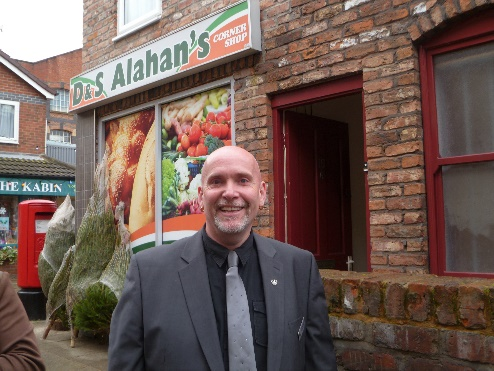 D&S. Alahan's
CORNER
SHOP
THE KABIN